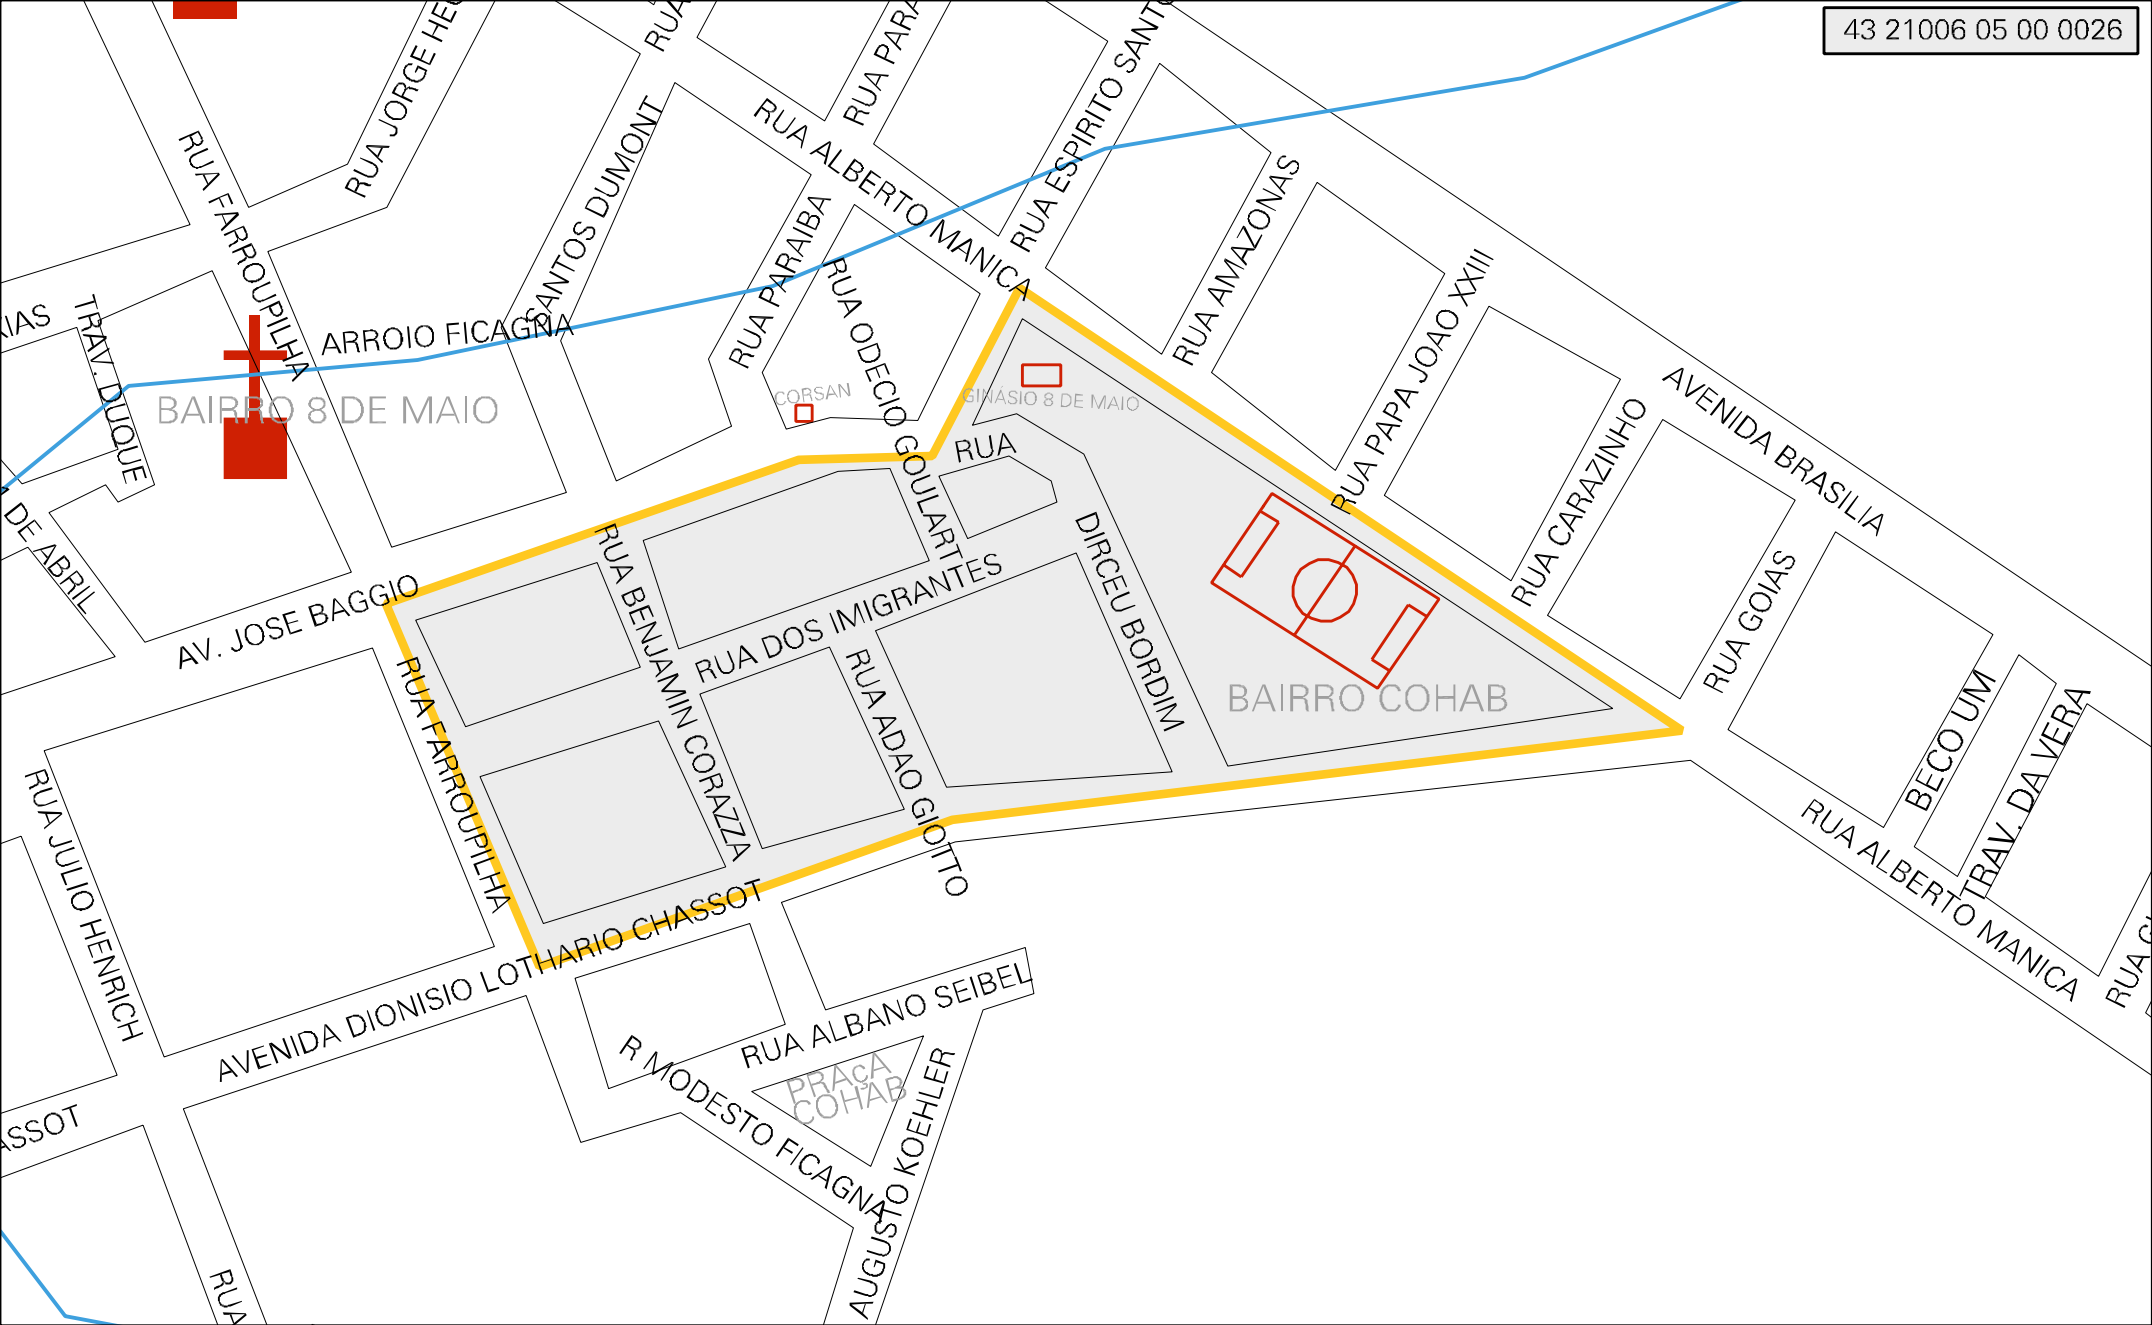 43 21006 05 00 0026
RUA JORGE
RUA
RUA
RUA ESPIRITO
RUA ALBERTO MANICA
RUA FARROUPILHA
SANTOS DUMONT
RUA AMAZONAS
RUA PARAIBA
RUA PAPA JOAO XXIII
RUA ODECIO GOULART
TRAV. DUQUE
ARROIO FICAGNA
AVENIDA BRASILIA
CORSAN
GINÁSIO 8 DE MAIO
BAIRRO 8 DE MAIO
RUA
DIRCEU BORDIM
RUA CARAZINHO
DE ABRIL
RUA BENJAMIN CORAZZA
RUA DOS IMIGRANTES
RUA GOIAS
AV. JOSE BAGGIO
RUA FARROUPILHA
RUA ADAO GIOTTO
BAIRRO COHAB
BECO UM
TRAV. DA VERA
RUA JULIO HENRICH
RUA ALBERTO MANICA
AVENIDA DIONISIO LOTHARIO CHASSOT
RUA
RUA ALBANO SEIBEL
R MODESTO FICAGNA
PRAçA
COHAB
AUGUSTO KOEHLER
ASSOT
RUA